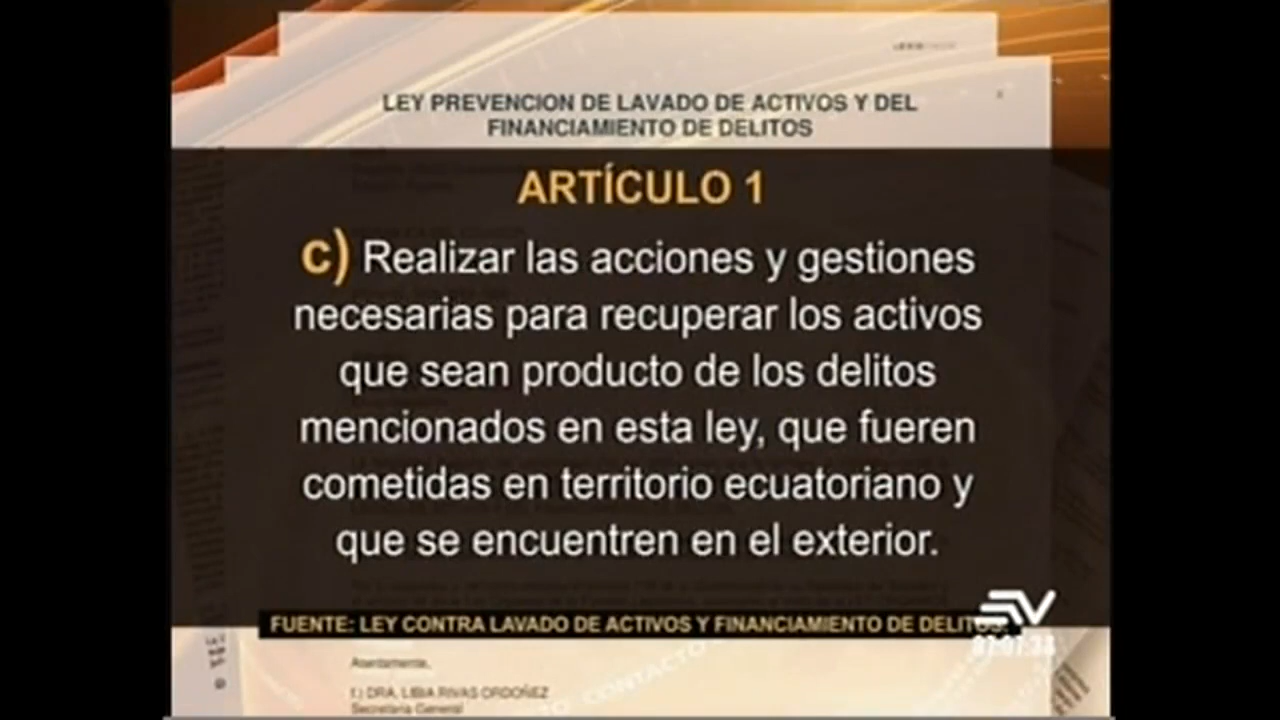 LEY PREVENCION DE LAVADO DE ACTIVOS Y DEL
FINANCIAMIENTO DE DELITOS
ARTÍCULO 1
c) Realizar las acciones y gestiones
necesarias para recuperar los activos
que sean producto de los delitos
mencionados en esta ley, que fueren
cometidas en territorio ecuatoriano y
que se encuentren en el exterior.
FUENTE: LEY CONTRA LAVADO DE ACTIVOS Y FINANCIAMIENTO DE DELITOS.
Atentamente,
f.) DRA. LIBIA RIVAS ORDOÑEZ
Secretaria General
CONTACTO